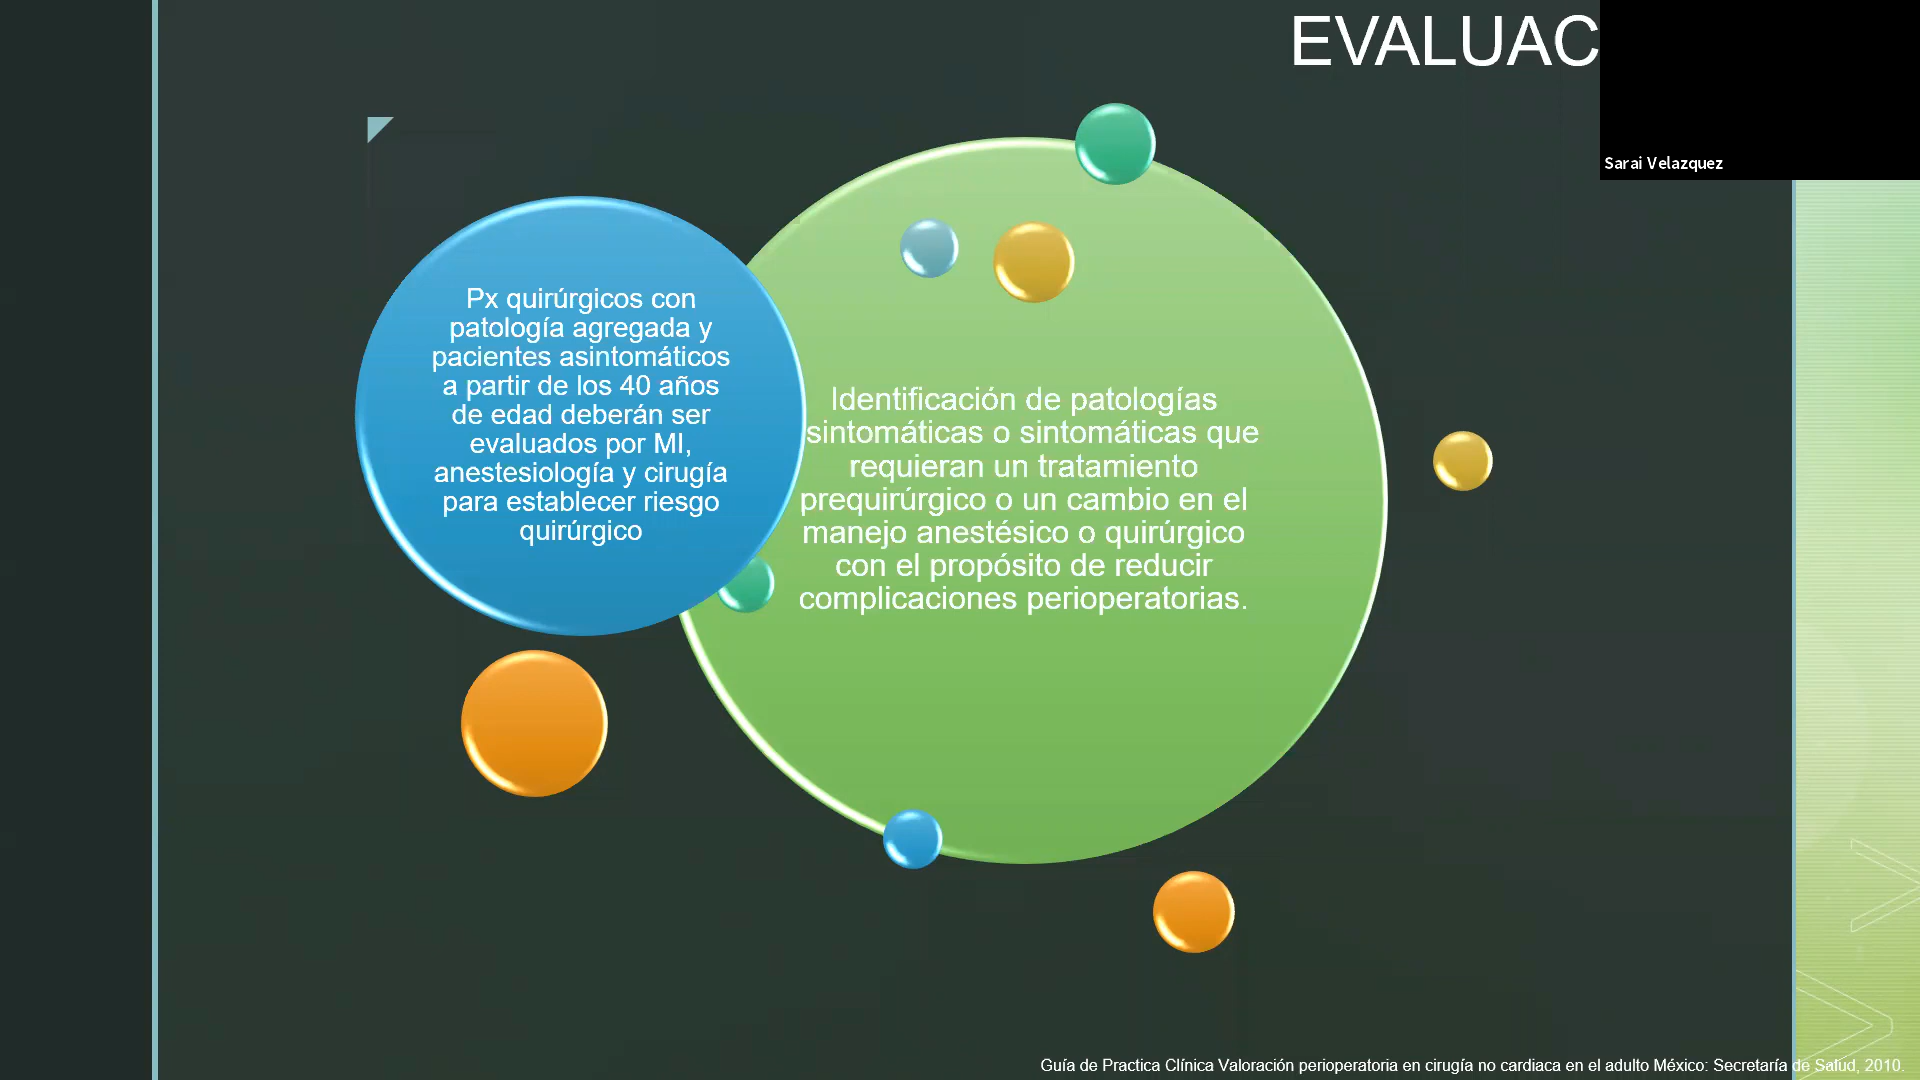 EVALUAC
Sarai Velazquez
Px quirúrgicos con
patología agregada y
pacientes asintomáticos
a partir de los 40 años
de edad deberán ser
evaluados por MI,
anestesiología y cirugía
para establecer riesgo
quirúrgico
Identificación de patologías
sintomáticas o sintomáticas que
requieran un tratamiento
prequirúrgico o un cambio en el
manejo anestésico o quirúrgico
con el propósito de reducir
complicaciones perioperatorias.
Guía de Practica Clínica Valoración perioperatoria en cirugía no cardiaca en el adulto México: Secretaría de Salud, 2010.